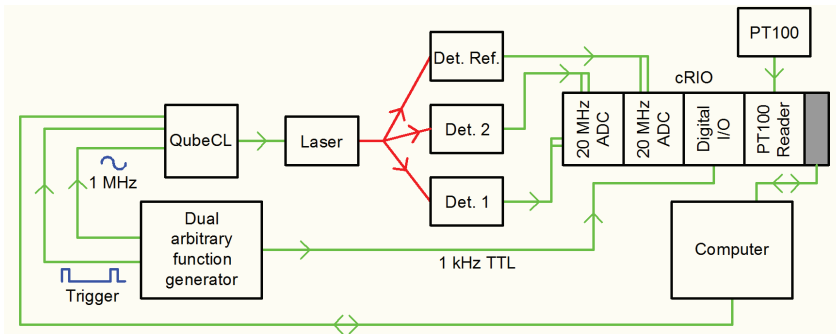 PT100
Det. Ref.
cRIO
QubeCL
Laser
Det. 2
20 MHz
ADC
20 MHz
ADC
Digital
I/O
PT100
Reader
1 MHz
Det. 1
Dual
arbitrary
function
generator
Computer
1 kHz TTL
Trigger